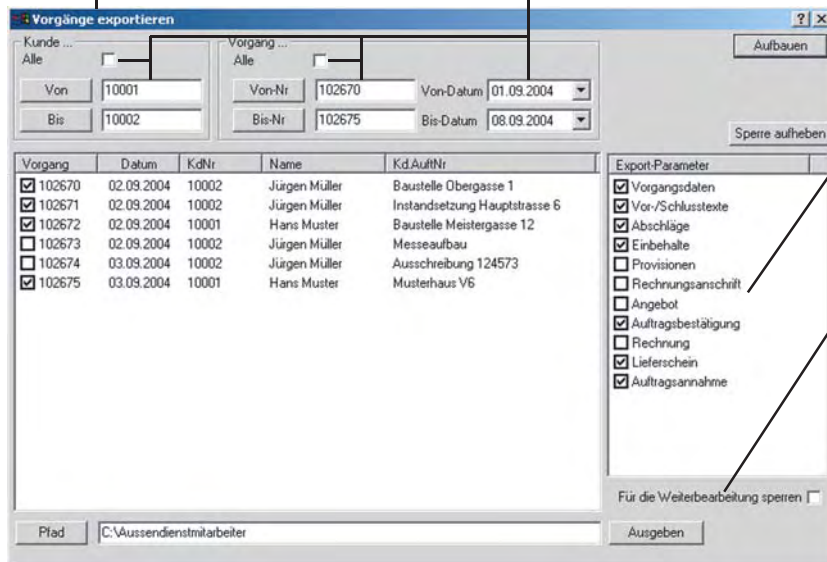 Vorgänge exportieren
Kunde ...
Alle
Von 10001
Bis 10002
Vorgang ...
Alle
Von-Nr 102670 Von-Datum 01.09.2004
Bis-Nr 102675 Bis-Datum 08.09.2004
Aufbauen
Sperre aufheben
Vorgang Datum KdNr Name Kd.AuftNr
102670 02.09.2004 10002 Jürgen Müller Baustelle Obergasse 1
102671 02.09.2004 10002 Jürgen Müller Instandsetzung Hauptstrasse 6
102672 02.09.2004 10001 Hans Muster Baustelle Meistergasse 12
102673 02.09.2004 10002 Jürgen Müller Messeaufbau
102674 03.09.2004 10002 Jürgen Müller Ausschreibung 124573
102675 03.09.2004 10001 Hans Muster Musterhaus V6
Export-Parameter
Vorgangsdaten
Vor-/Schlusstexte
Abschläge
Einbehalte
Provisionen
Rechnungsanschrift
Angebot
Auftragsbestätigung
Rechnung
Lieferschein
Auftragsannahme
Für die Weiterbearbeitung sperren
Pfad C:\Aussendienstmitarbeiter
Ausgeben